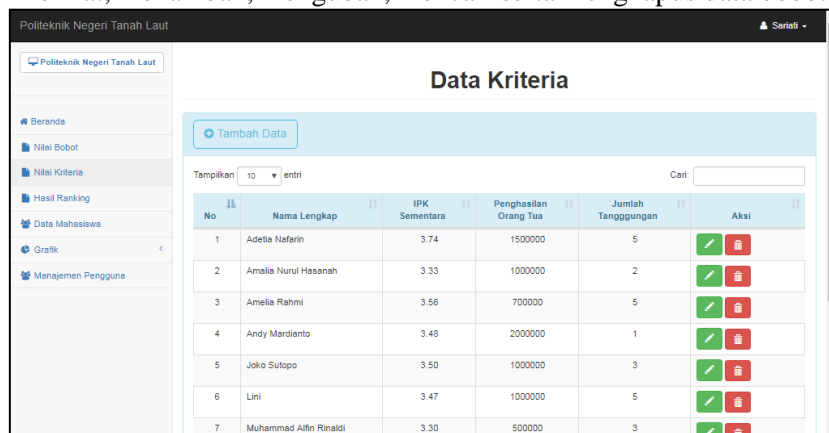 Politeknik Negeri Tanah Laut
Sariati
Politeknik Negeri Tanah Laut
Data Kriteria
Beranda
Nilai Bobot
Nilai Kriteria
Hasil Ranking
Data Mahasiswa
Grafik
Manajemen Pengguna
Tambah Data
Tampilkan 10 entri Cari:
No Nama Lengkap IPK Sementara Penghasilan Orang Tua Jumlah Tangggungan Aksi
1 Adetia Nafarin 3.74 1500000 5
2 Amalia Nurul Hasanah 3.33 1000000 2
3 Amelia Rahmi 3.56 700000 5
4 Andy Mardianto 3.48 2000000 1
5 Joko Sutopo 3.50 1000000 3
6 Lini 3.47 1000000 5
7 Muhammad Alfin Rinaldi 3.30 500000 3